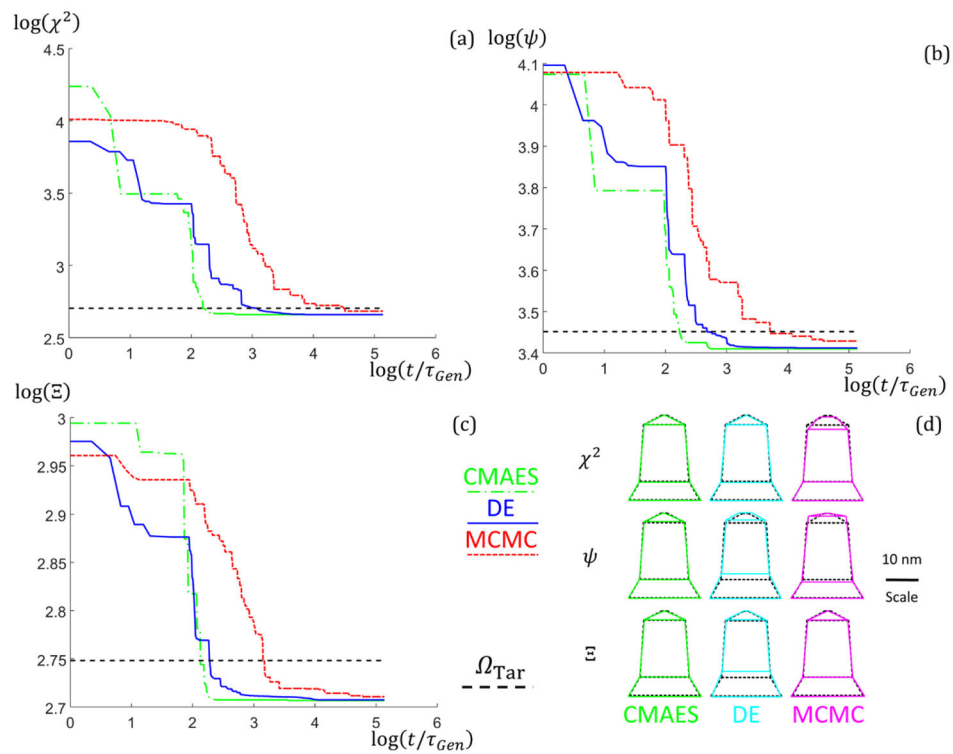 log(χ²)
(a)
4.5
4
3.5
3
2.5
0 1 2 3 4 5 6
log(t/τ_Gen)
log(ψ)
(b)
4.1
4
3.9
3.8
3.7
3.6
3.5
3.4
0 1 2 3 4 5 6
log(t/τ_Gen)
log(Ξ)
(c)
3
2.95
2.9
2.85
2.8
2.75
2.7
0 1 2 3 4 5 6
log(t/τ_Gen)
CMAES
DE
MCMC
Ω_Tar
(d)
χ²
ψ
Ξ
10 nm
Scale
CMAES DE MCMC